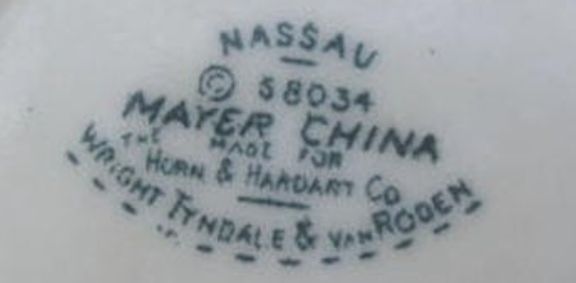 NASSAU
© 58034
MAYER CHINA
MADE FOR
THE HORN & HARDART CO
WRIGHT TYNDALE & VAN RODEN